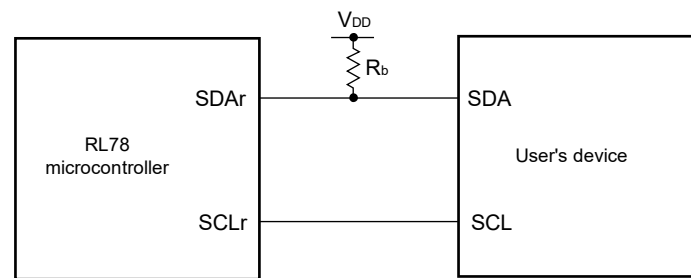 VDD
Rb
SDAr
SDA
RL78
microcontroller
User's device
SCLr
SCL